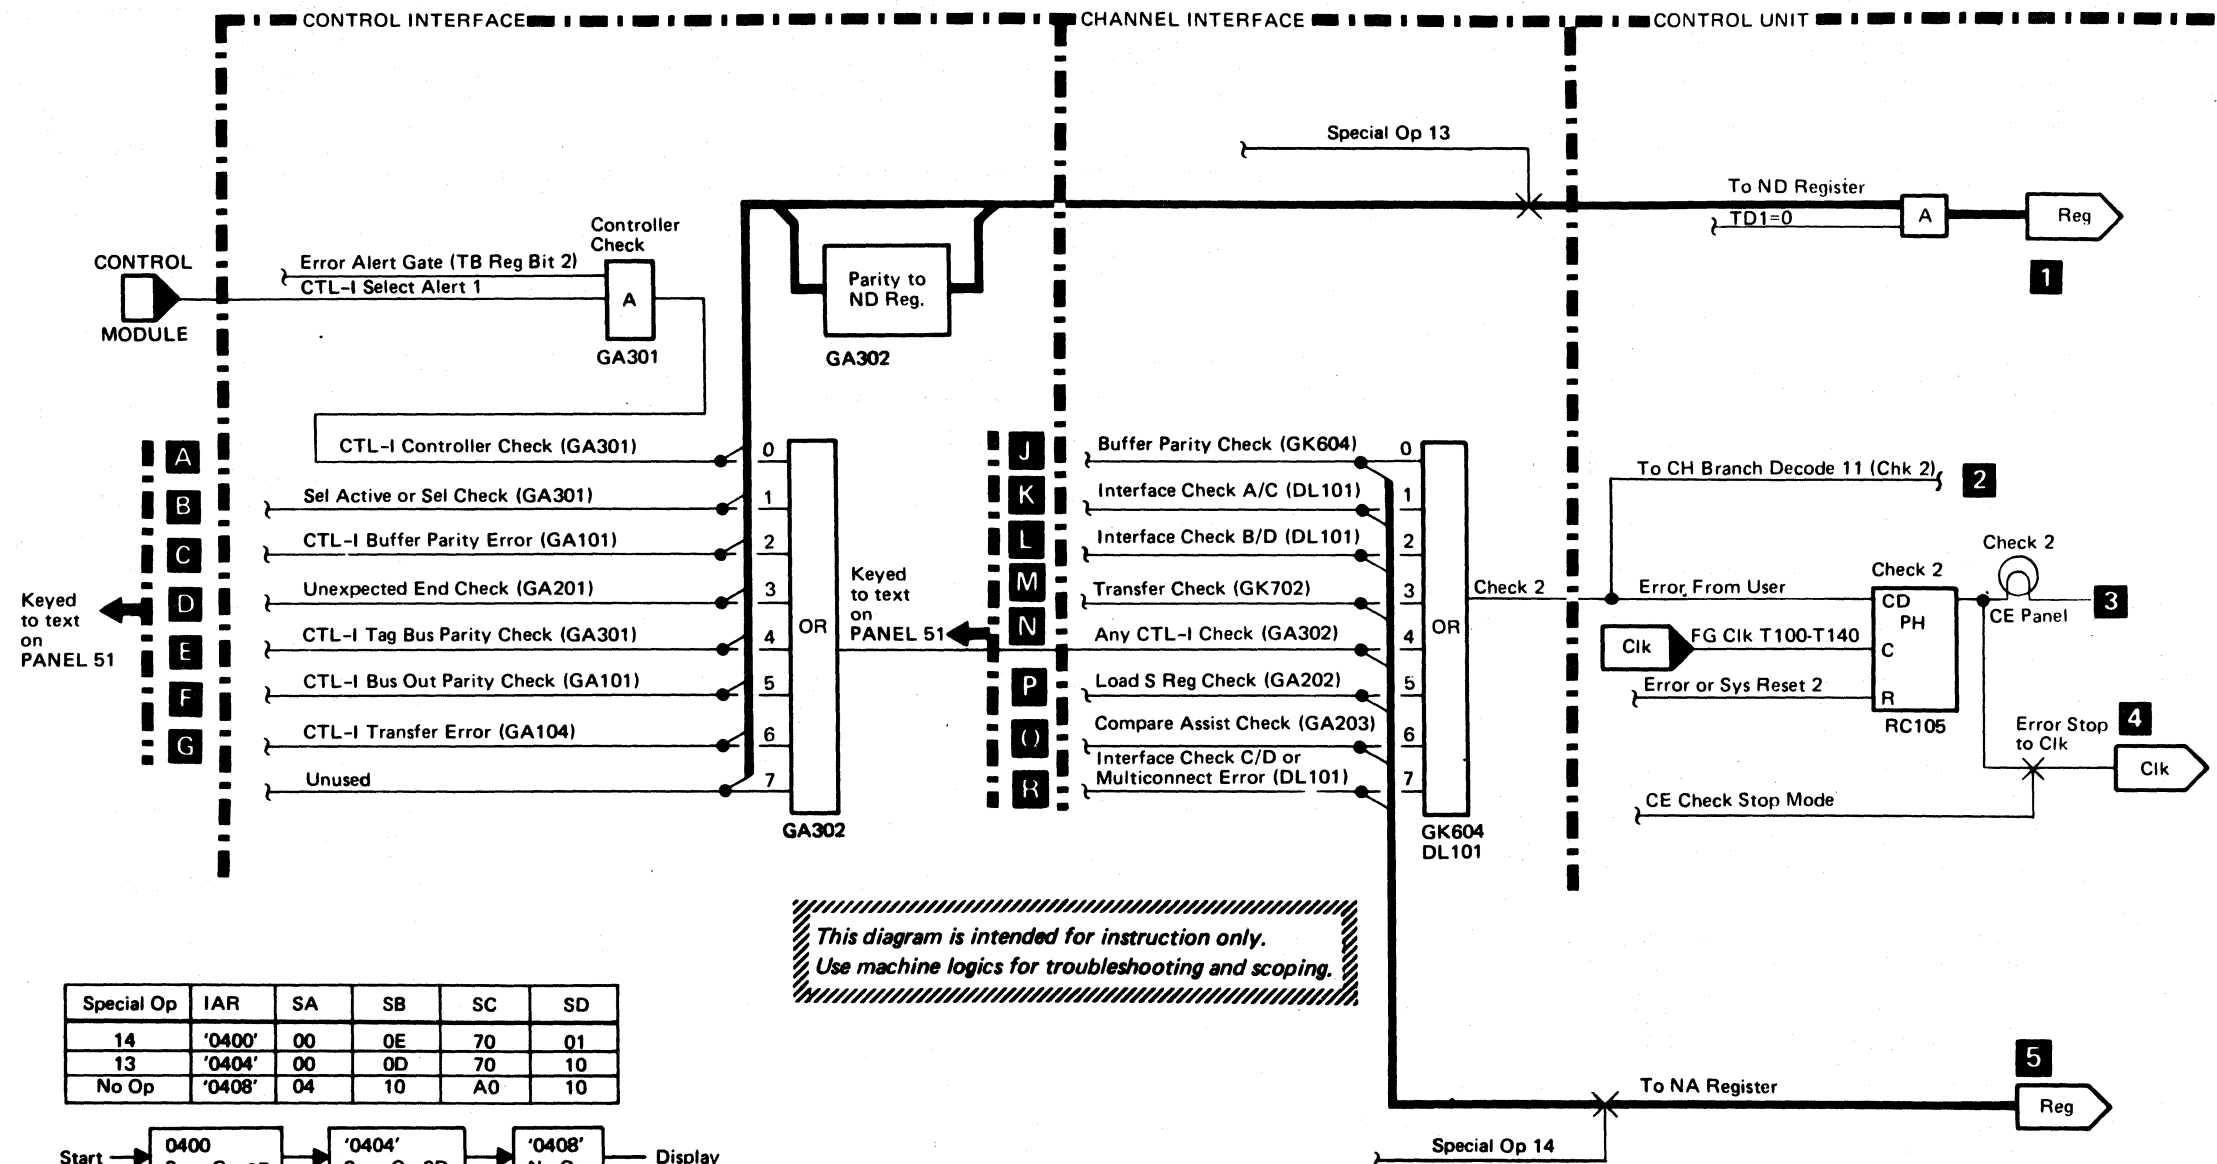 CONTROL INTERFACE
CHANNEL INTERFACE
CONTROL UNIT
Special Op 13
To ND Register
TD1=0
A
Reg
1
Controller
Check
CONTROL
MODULE
Error Alert Gate (TB Reg Bit 2)
CTL-I Select Alert 1
A
GA301
Parity to
ND Reg.
GA302
Keyed
to text
on
PANEL 51
A
CTL-I Controller Check (GA301)
0
B
Sel Active or Sel Check (GA301)
1
C
CTL-I Buffer Parity Error (GA101)
2
D
Unexpected End Check (GA201)
3
E
CTL-I Tag Bus Parity Check (GA301)
4
F
CTL-I Bus Out Parity Check (GA101)
5
G
CTL-I Transfer Error (GA104)
6
Unused
7
OR
GA302
Keyed
to text
on
PANEL 51
J
Buffer Parity Check (GK604)
0
K
Interface Check A/C (DL101)
1
L
Interface Check B/D (DL101)
2
M
Transfer Check (GK702)
3
N
Any CTL-I Check (GA302)
4
P
Load S Reg Check (GA202)
5
Compare Assist Check (GA203)
6
R
Interface Check C/D or
Multiconnect Error (DL101)
7
OR
GK604
DL101
Check 2
To CH Branch Decode 11 (Chk 2)
2
Error From User
Check 2
CD
PH
C
R
RC105
Clk
FG Clk T100-T140
Error or Sys Reset 2
Check 2
CE Panel
3
Error Stop
to Clk
4
Clk
CE Check Stop Mode
This diagram is intended for instruction only.
Use machine logics for troubleshooting and scoping.
Special Op IAR SA SB SC SD
14 '0400' 00 0E 70 01
13 '0404' 00 0D 70 10
No Op '0408' 04 10 A0 10
5
To NA Register
Reg
Special Op 14
Start
0400
'0404'
'0408'
Display